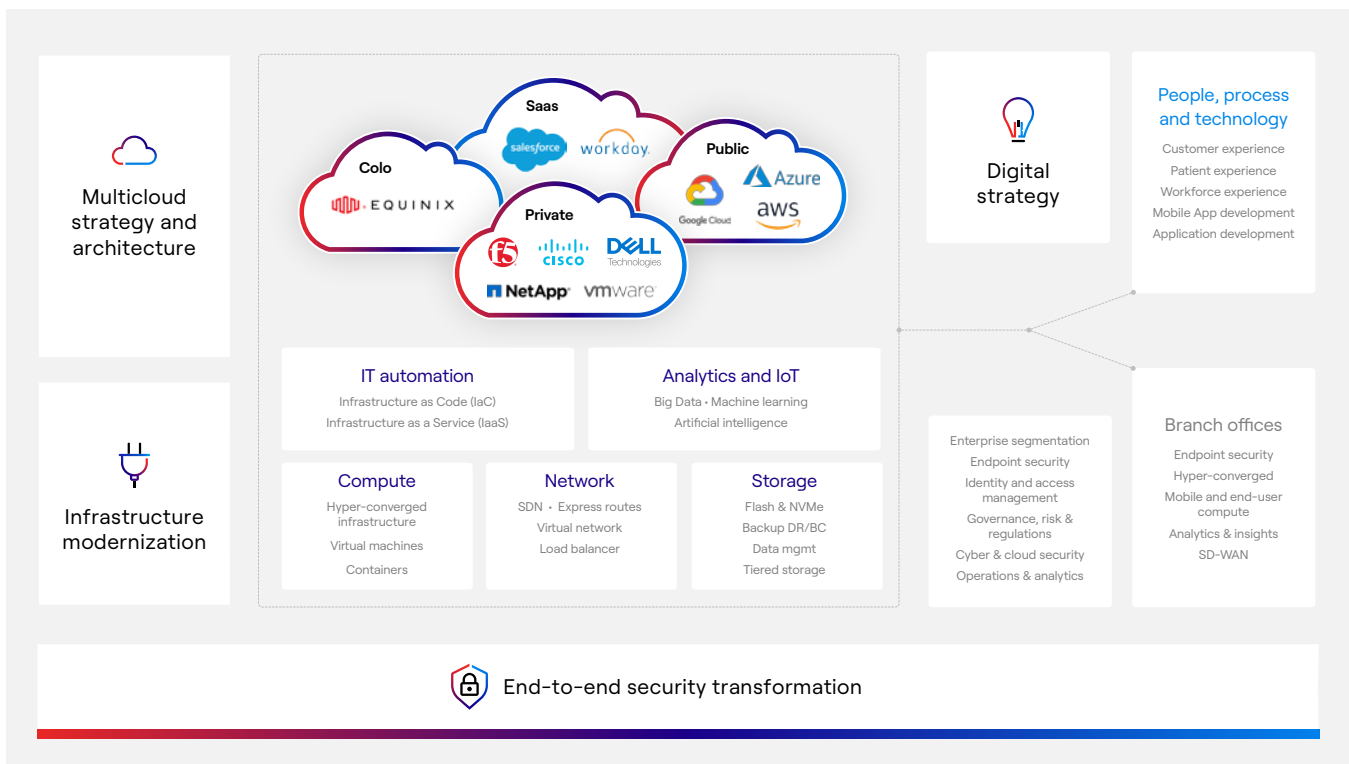 Multicloud
strategy and
architecture
Infrastructure
modernization
Saas
salesforce
workday.
Colo
EQUINIX
Public
Google Cloud
Azure
aws
Private
f5
CISCO
DELL
Technologies
NetApp
vmware
IT automation
Infrastructure as Code (IaC)
Infrastructure as a Service (IaaS)
Analytics and IoT
Big Data • Machine learning
Artificial intelligence
Compute
Hyper-converged
infrastructure
Virtual machines
Containers
Network
SDN • Express routes
Virtual network
Load balancer
Storage
Flash & NVMe
Backup DR/BC
Data mgmt
Tiered storage
Digital
strategy
People, process
and technology
Customer experience
Patient experience
Workforce experience
Mobile App development
Application development
Enterprise segmentation
Endpoint security
Identity and access
management
Governance, risk &
regulations
Cyber & cloud security
Operations & analytics
Branch offices
Endpoint security
Hyper-converged
Mobile and end-user
compute
Analytics & insights
SD-WAN
End-to-end security transformation